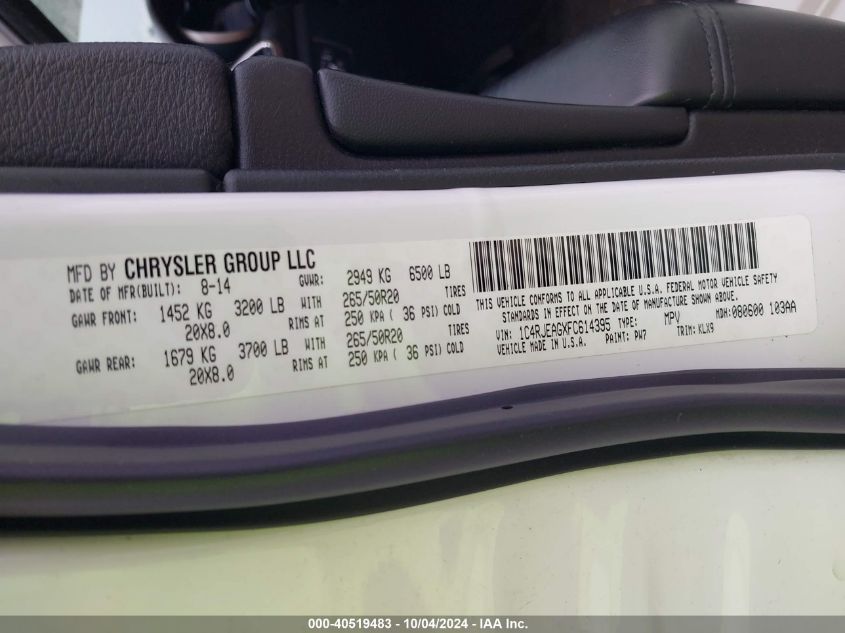 MFD BY CHRYSLER GROUP LLC
DATE OF MFR(BUILT): 8-14 GVWR: 2949 KG 6500 LB
GAWR FRONT: 1452 KG 3200 LB WITH 265/50R20 TIRES
20X8.0 RIMS AT 250 KPA ( 36 PSI) COLD
GAWR REAR: 1679 KG 3700 LB WITH 265/50R20 TIRES
20X8.0 RIMS AT 250 KPA ( 36 PSI) COLD
THIS VEHICLE CONFORMS TO ALL APPLICABLE U.S.A. FEDERAL MOTOR VEHICLE SAFETY
STANDARDS IN EFFECT ON THE DATE OF MANUFACTURE SHOWN ABOVE.
VIN: 1C4RJEAGXFC614395 TYPE: MPV MDH: 080600 103AA
VEHICLE MADE IN U.S.A. PAINT: PW7 TRIM: KLX9
000-40519483 - 10/04/2024 - IAA Inc.